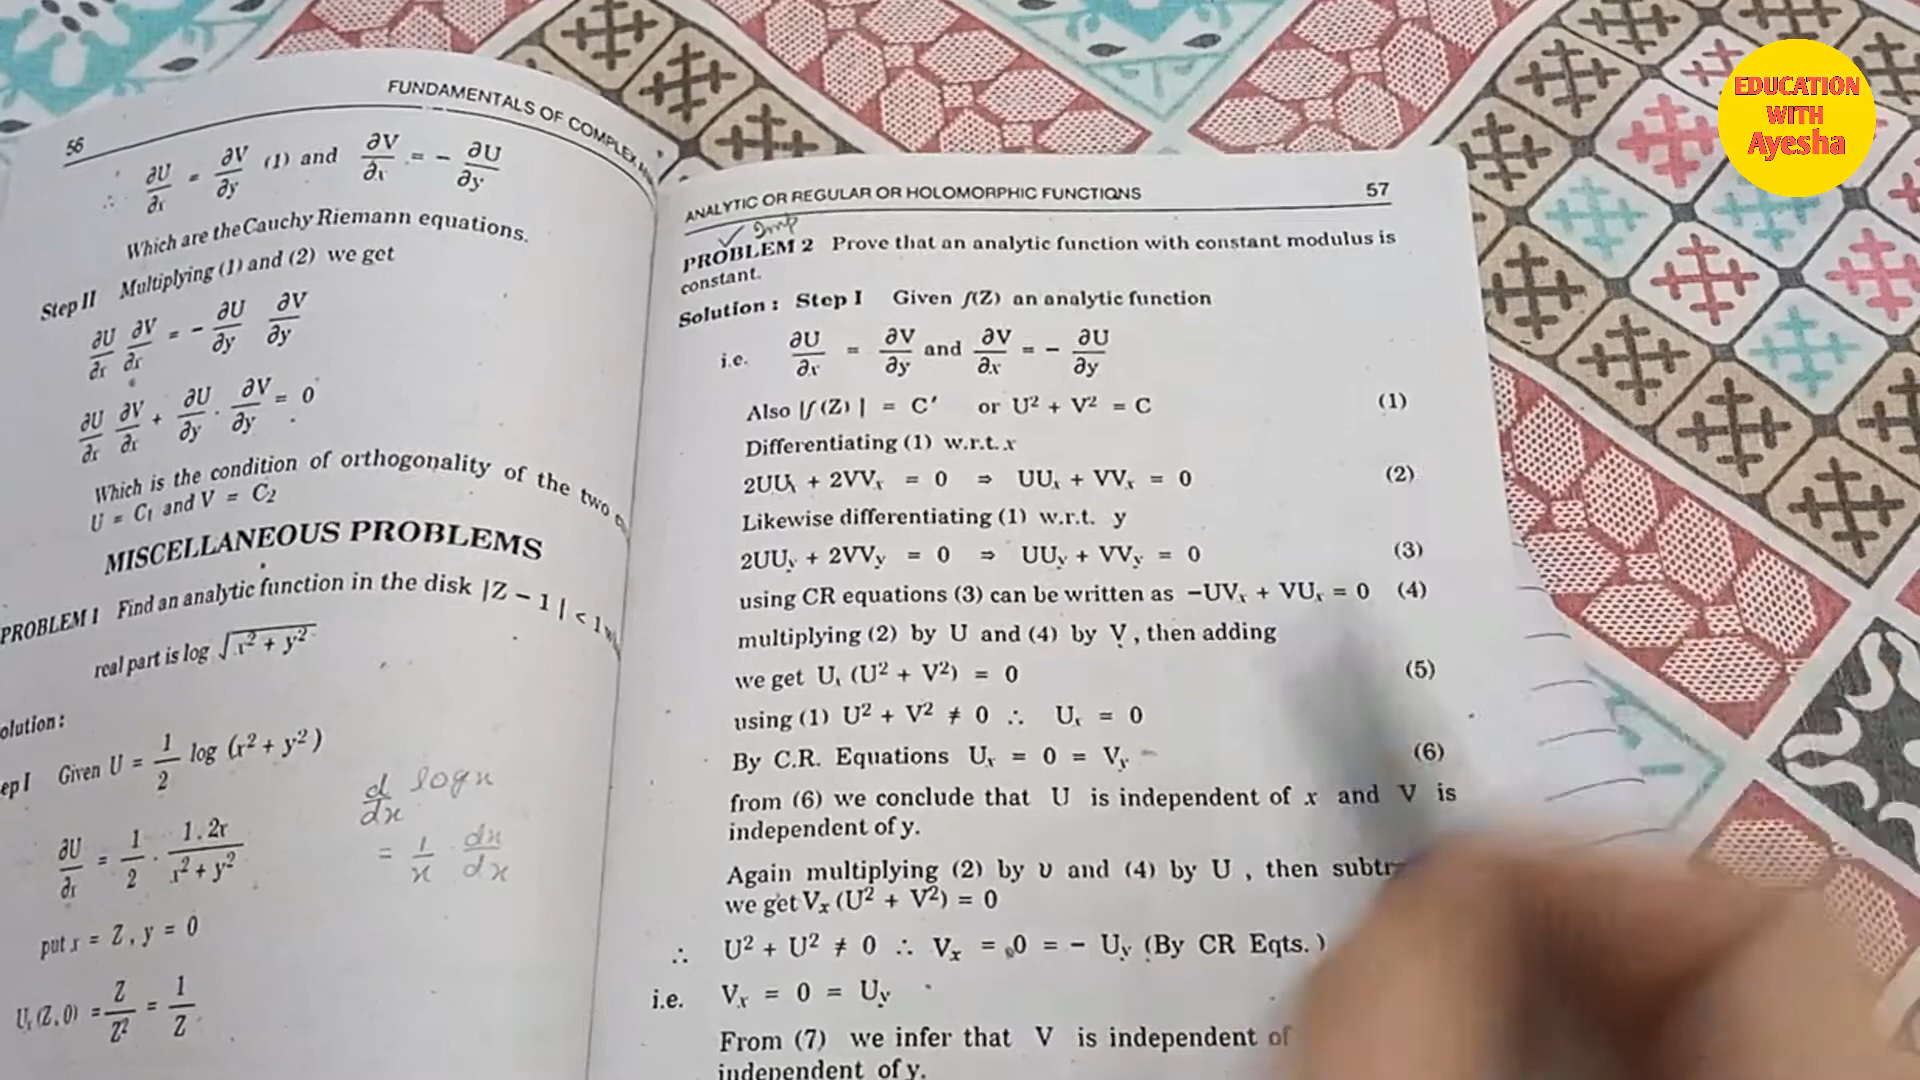 56
FUNDAMENTALS OF COMPLEX
∴ ∂U/∂x = ∂V/∂y (1) and ∂V/∂x = - ∂U/∂y
Which are the Cauchy Riemann equations.
Step II Multiplying (1) and (2) we get
∂U/∂x ∂V/∂x = - ∂U/∂y ∂V/∂y
∂U/∂x ∂V/∂x + ∂U/∂y · ∂V/∂y = 0
Which is the condition of orthogonality of the two
U = C₁ and V = C₂
MISCELLANEOUS PROBLEMS
PROBLEM 1 Find an analytic function in the disk |Z - 1| < 1
real part is log √x² + y²
olution:
ep I Given U = 1/2 log (x² + y²)
∂U/∂x = 1/2 · 1.2x/x² + y²
d/dx log x
= 1/x · dx/dx
put x = Z, y = 0
Uₓ(Z,0) = Z/Z² = 1/Z
ANALYTIC OR REGULAR OR HOLOMORPHIC FUNCTIONS 57
✓ Imp
PROBLEM 2 Prove that an analytic function with constant modulus is
constant.
Solution: Step I Given f(Z) an analytic function
i.e. ∂U/∂x = ∂V/∂y and ∂V/∂x = - ∂U/∂y
Also |f(Z)| = C′ or U² + V² = C (1)
Differentiating (1) w.r.t. x
2UUₓ + 2VVₓ = 0 ⇒ UUₓ + VVₓ = 0 (2)
Likewise differentiating (1) w.r.t. y
2UUy + 2VVy = 0 ⇒ UUy + VVy = 0 (3)
using CR equations (3) can be written as -UVₓ + VUₓ = 0 (4)
multiplying (2) by U and (4) by V, then adding
we get Uₓ (U² + V²) = 0 (5)
using (1) U² + V² ≠ 0 ∴ Uₓ = 0
By C.R. Equations Uₓ = 0 = Vy (6)
from (6) we conclude that U is independent of x and V is
independent of y.
Again multiplying (2) by υ and (4) by U, then subtr
we get Vₓ (U² + V²) = 0
∴ U² + U² ≠ 0 ∴ Vₓ = 0 = - Uy (By CR Eqts.)
i.e. Vₓ = 0 = Uy
From (7) we infer that V is independent of
independent of y.
EDUCATION
WITH
Ayesha